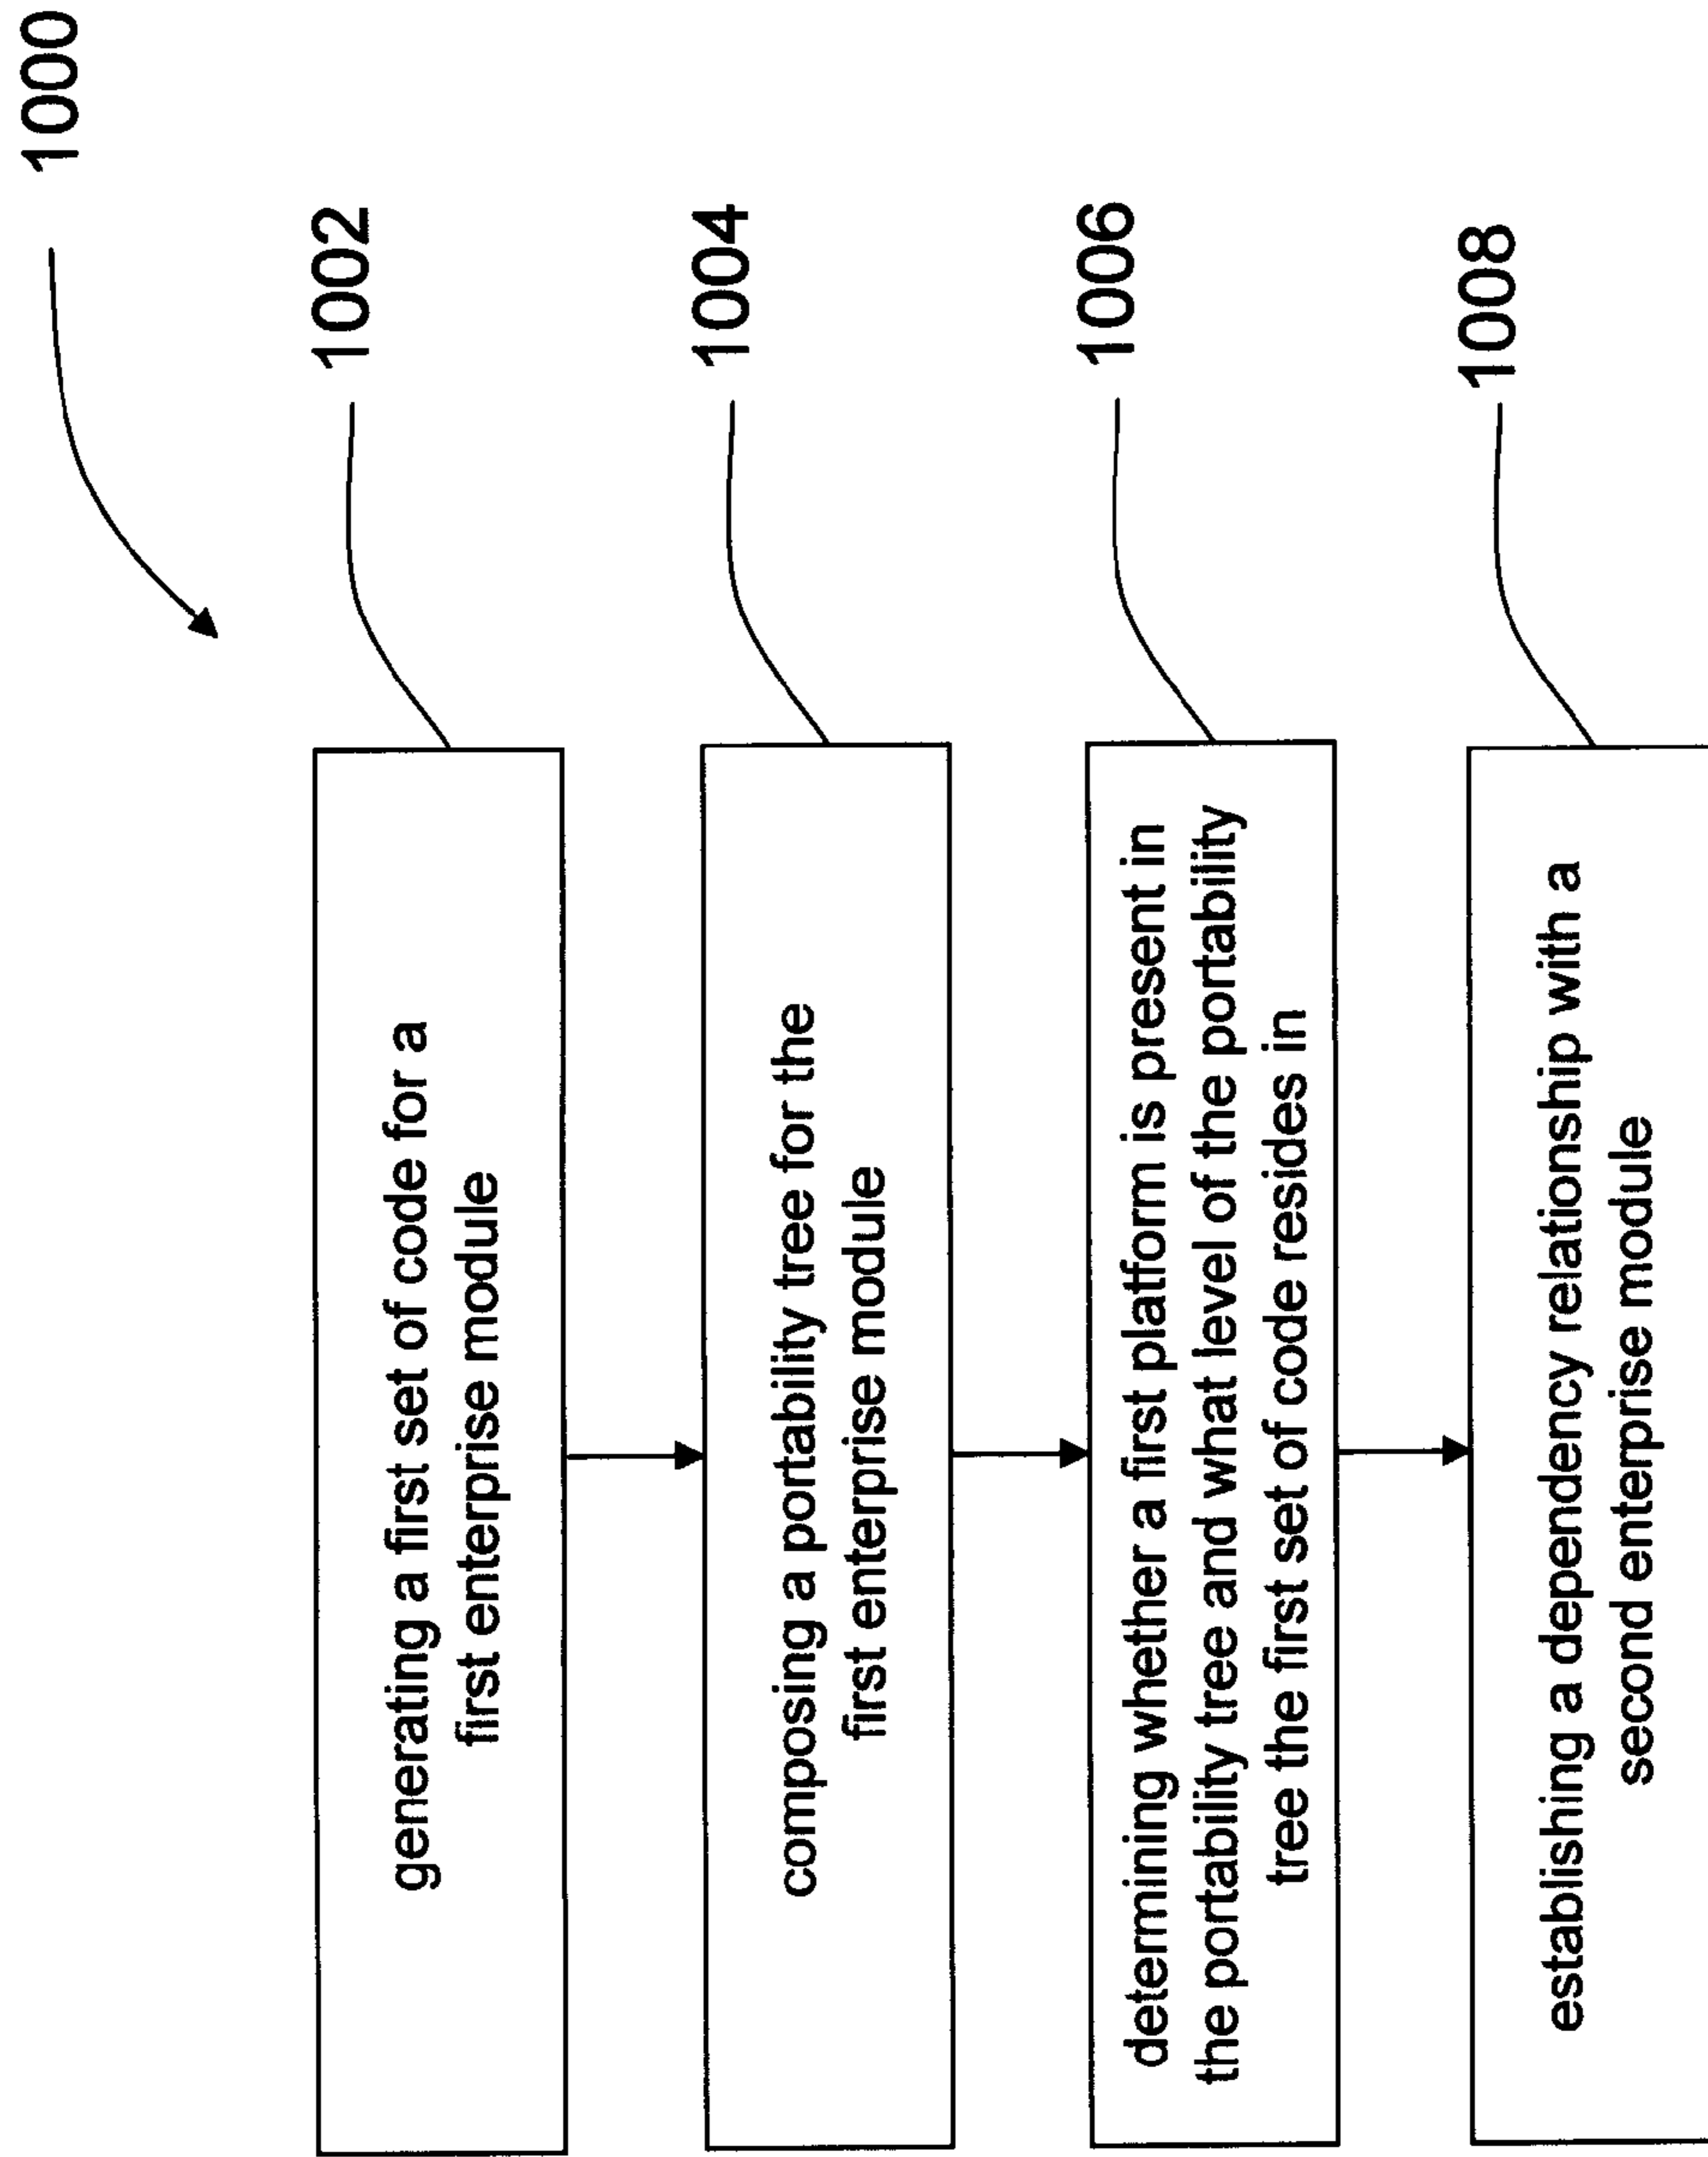 1000
generating a first set of code for a
first enterprise module
1002
composing a portability tree for the
first enterprise module
1004
determining whether a first platform is present in
the portability tree and what level of the portability
tree the first set of code resides in
1006
establishing a dependency relationship with a
second enterprise module
1008